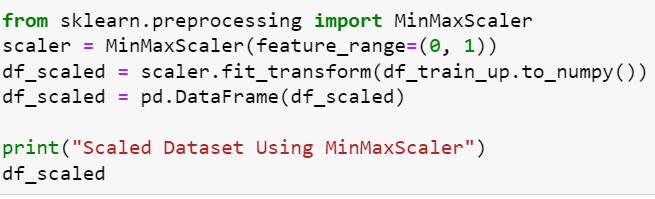 from sklearn.preprocessing import MinMaxScaler
scaler = MinMaxScaler(feature_range=(0, 1))
df_scaled = scaler.fit_transform(df_train_up.to_numpy())
df_scaled = pd.DataFrame(df_scaled)

print("Scaled Dataset Using MinMaxScaler")
df_scaled